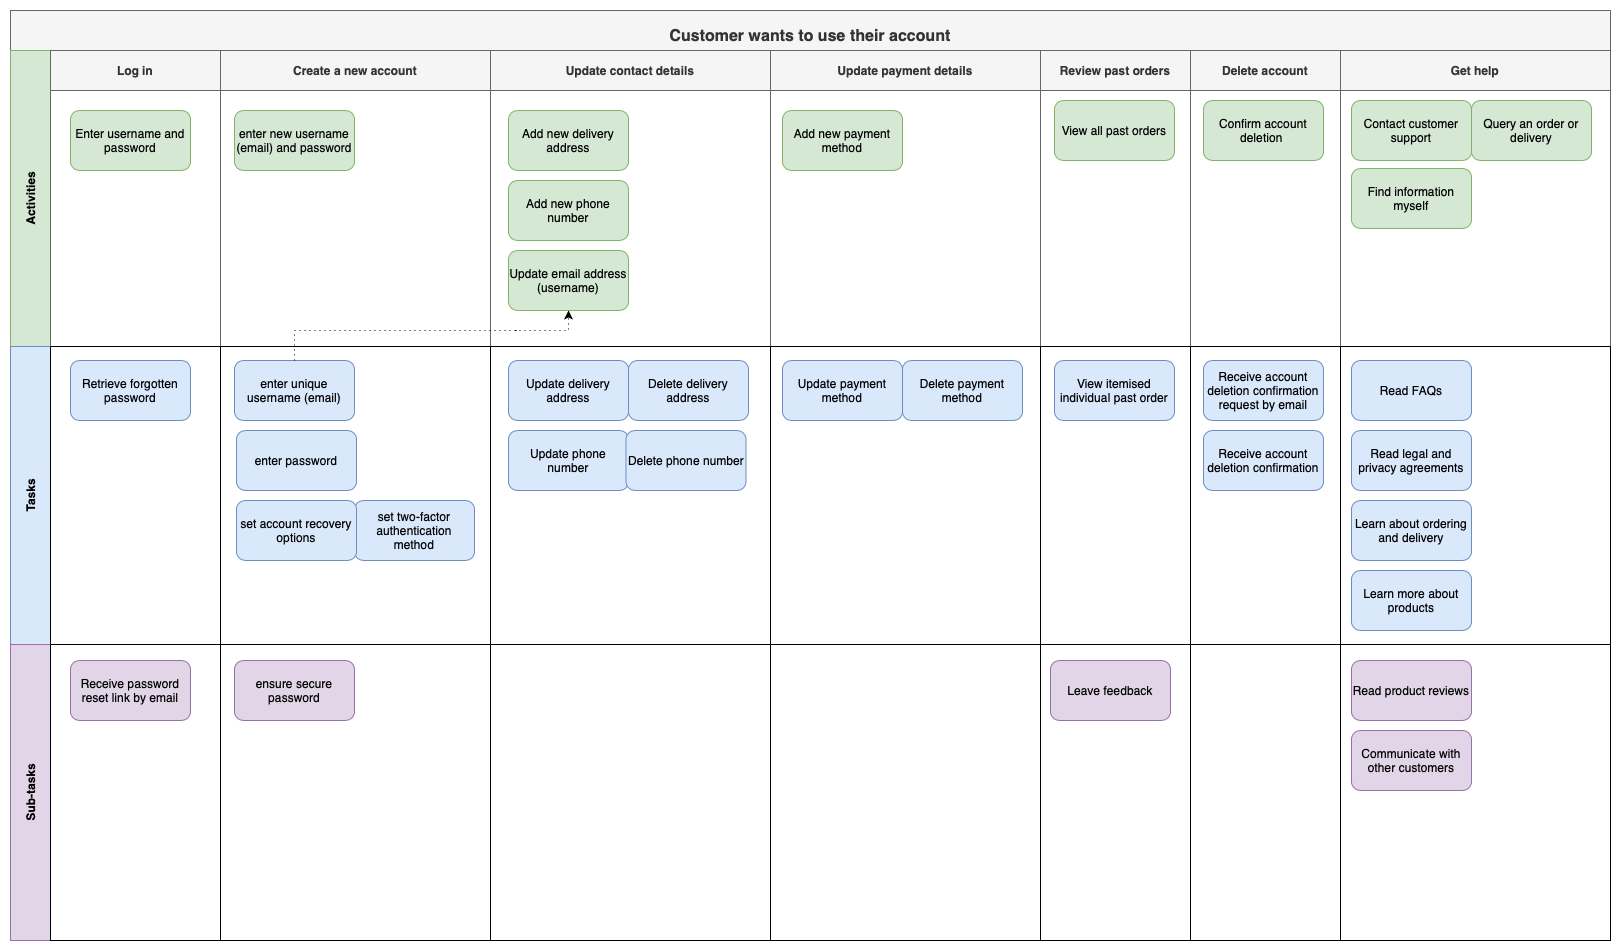 Customer wants to use their account
Log in
Create a new account
Update contact details
Update payment details
Review past orders
Delete account
Get help
Activities
Enter username and
password
enter new username
(email) and password
Add new delivery
address
Add new phone
number
Update email address
(username)
Add new payment
method
View all past orders
Confirm account
deletion
Contact customer
support
Query an order or
delivery
Find information
myself
Tasks
Retrieve forgotten
password
enter unique
username (email)
enter password
set account recovery
options
set two-factor
authentication
method
Update delivery
address
Delete delivery
address
Update phone
number
Delete phone number
Update payment
method
Delete payment
method
View itemised
individual past order
Receive account
deletion confirmation
request by email
Receive account
deletion confirmation
Read FAQs
Read legal and
privacy agreements
Learn about ordering
and delivery
Learn more about
products
Sub-tasks
Receive password
reset link by email
ensure secure
password
Leave feedback
Read product reviews
Communicate with
other customers